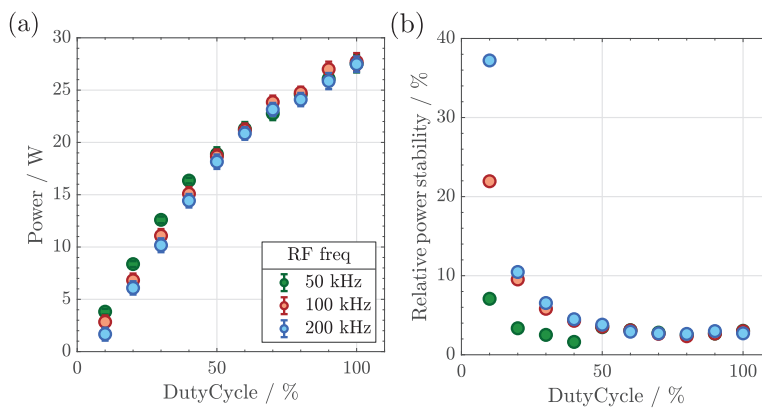 (a)
30
25
20
15
10
5
0
Power / W
0
50
100
DutyCycle / %
RF freq
50 kHz
100 kHz
200 kHz
(b)
40
30
20
10
0
Relative power stability / %
0
50
100
DutyCycle / %